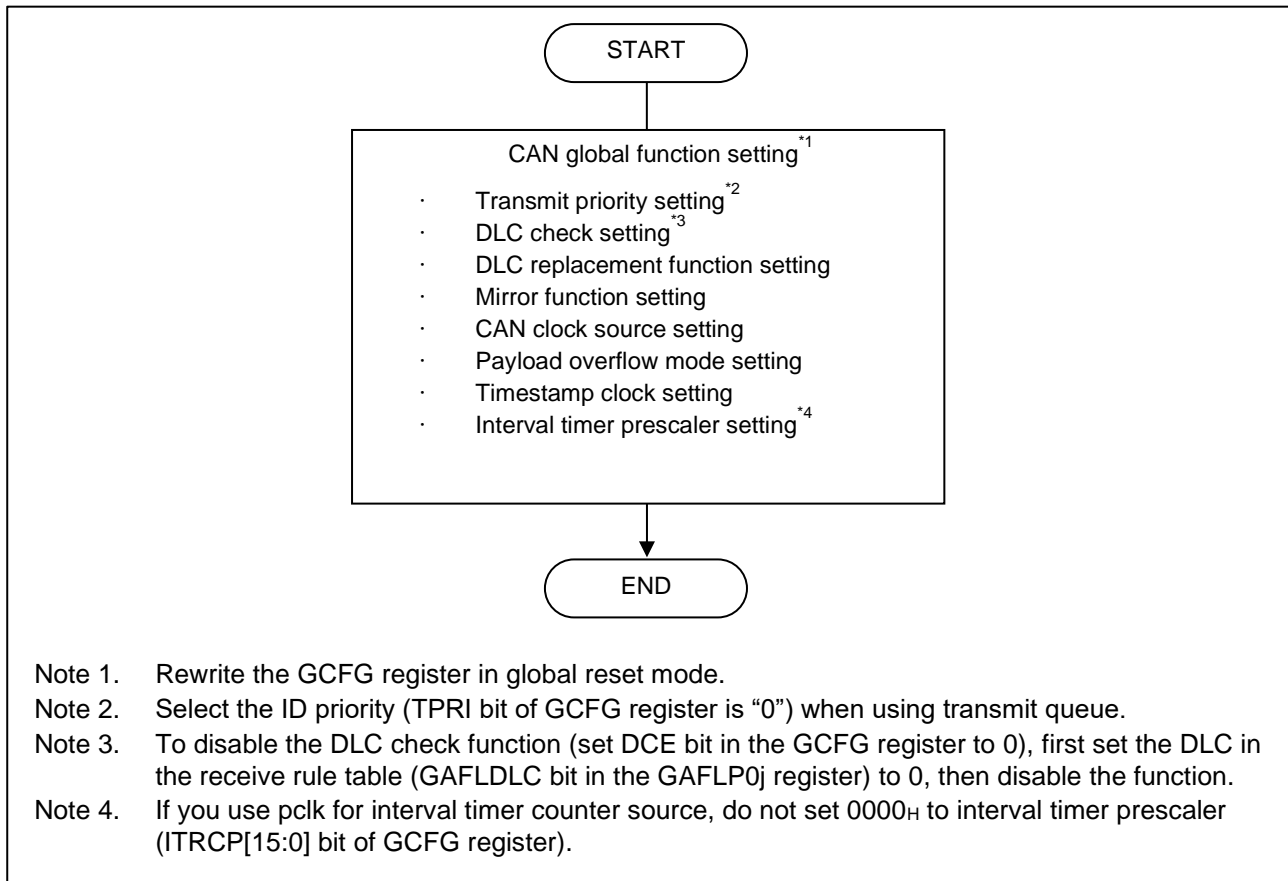 START
CAN global function setting*1
· Transmit priority setting*2
· DLC check setting*3
· DLC replacement function setting
· Mirror function setting
· CAN clock source setting
· Payload overflow mode setting
· Timestamp clock setting
· Interval timer prescaler setting*4
END
Note 1. Rewrite the GCFG register in global reset mode.
Note 2. Select the ID priority (TPRI bit of GCFG register is “0”) when using transmit queue.
Note 3. To disable the DLC check function (set DCE bit in the GCFG register to 0), first set the DLC in
the receive rule table (GAFLDLC bit in the GAFLP0j register) to 0, then disable the function.
Note 4. If you use pclk for interval timer counter source, do not set 0000H to interval timer prescaler
(ITRCP[15:0] bit of GCFG register).